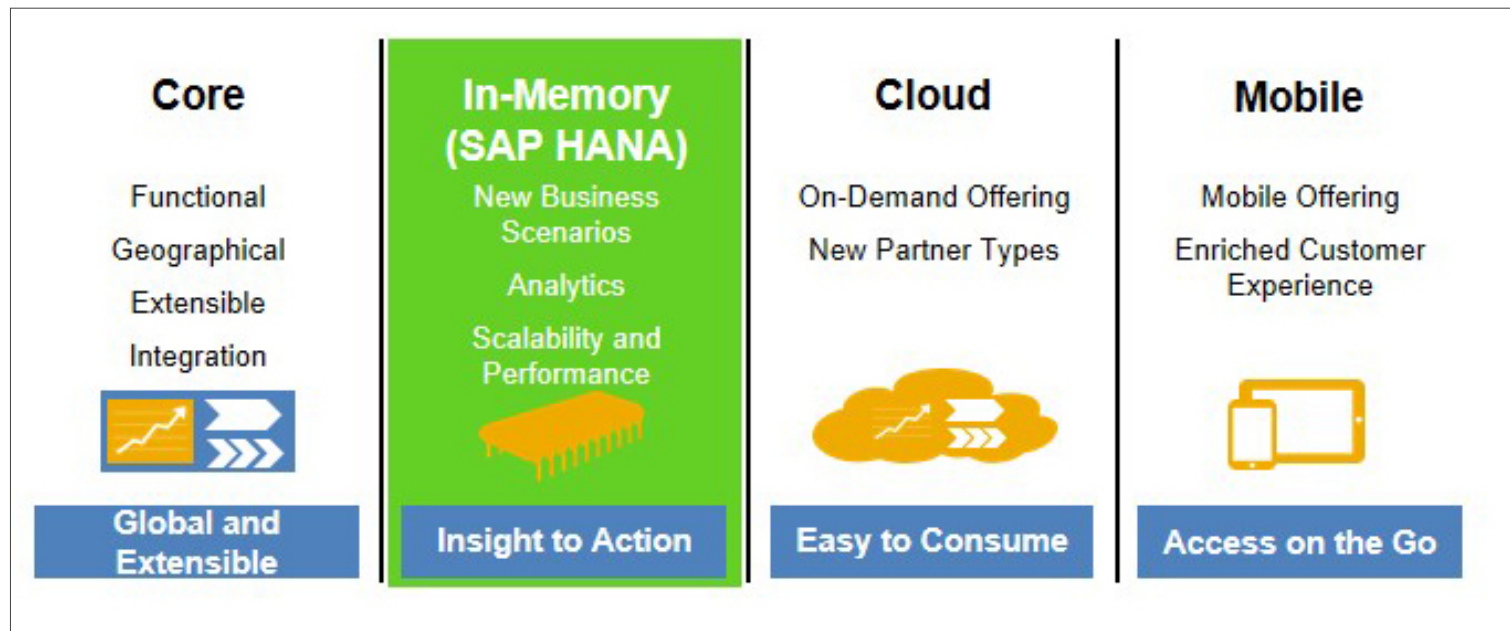 Core
Functional
Geographical
Extensible
Integration
Global and
Extensible
In-Memory
(SAP HANA)
New Business
Scenarios
Analytics
Scalability and
Performance
Insight to Action
Cloud
On-Demand Offering
New Partner Types
Easy to Consume
Mobile
Mobile Offering
Enriched Customer
Experience
Access on the Go